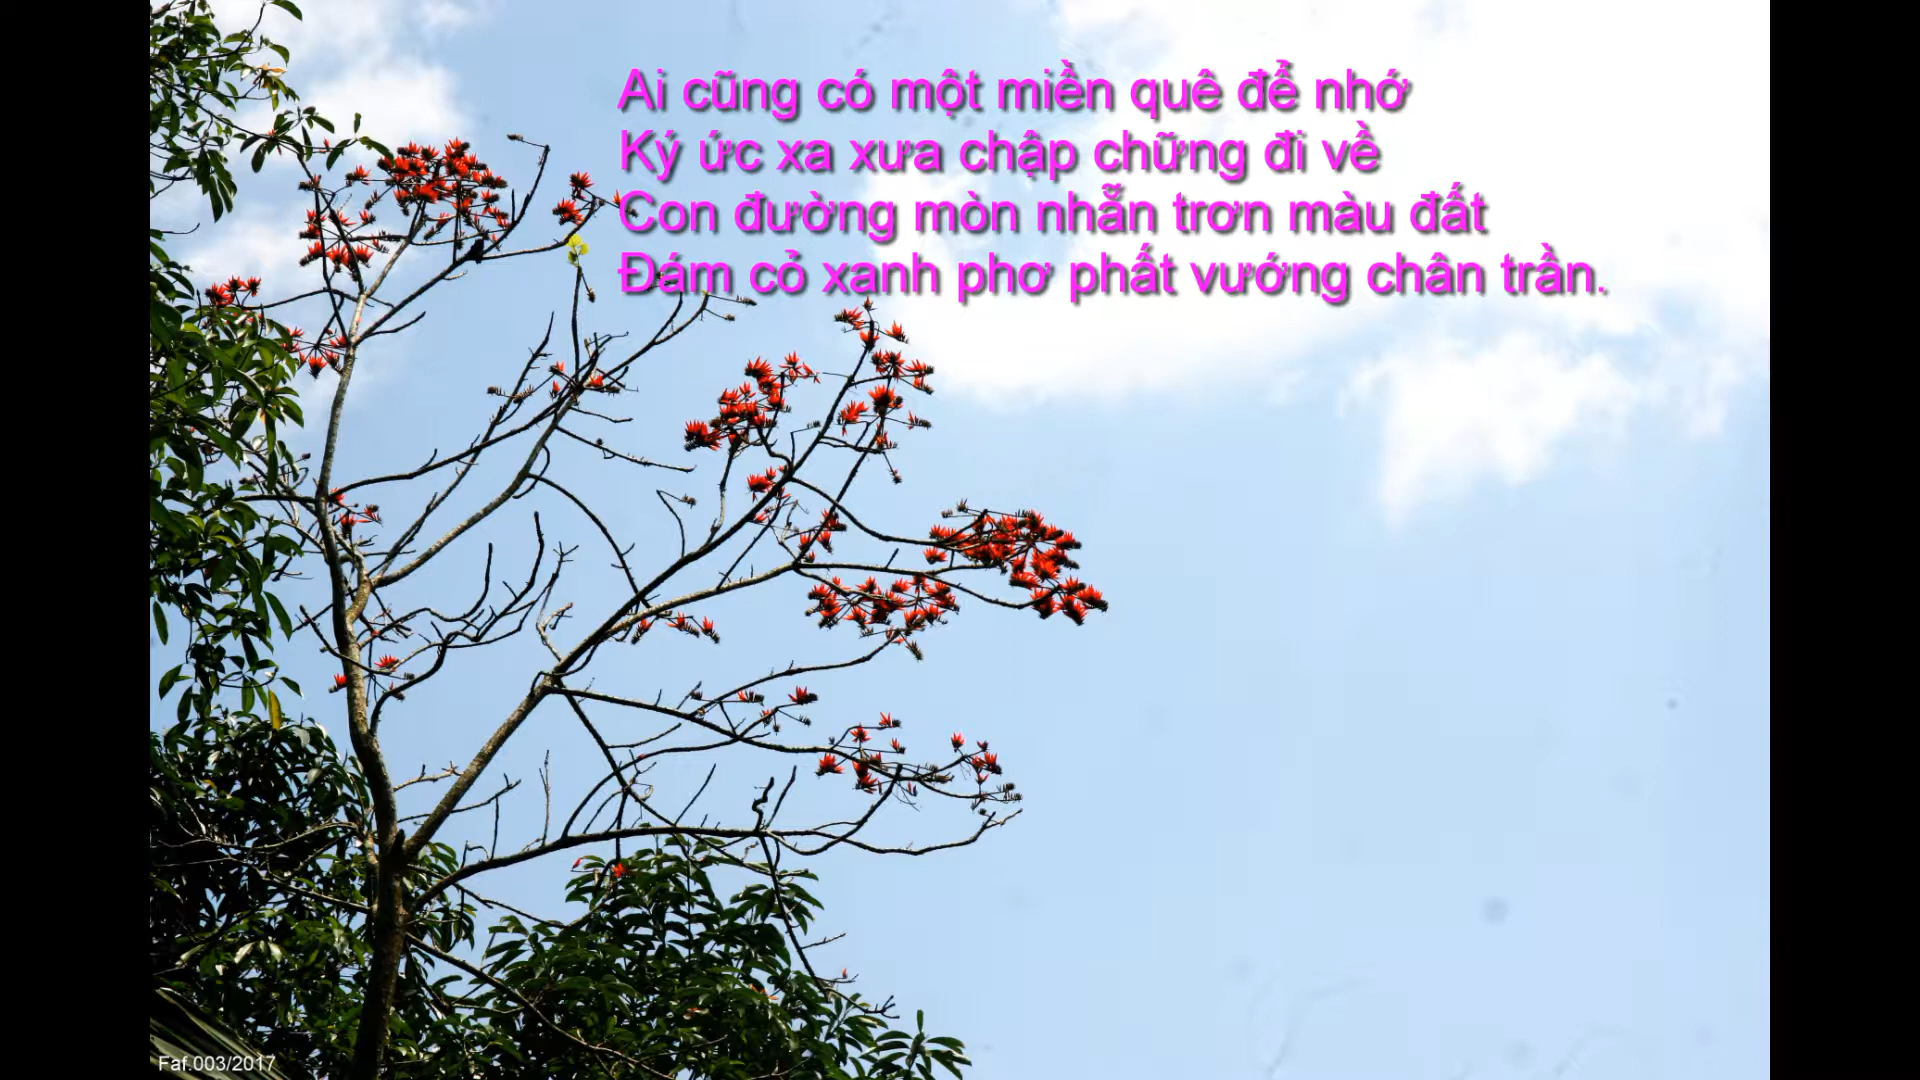 Ai cũng có một miền quê để nhớ
Ký ức xa xưa chập chững đi về
Con đường mòn nhẵn trơn màu đất
Đám cỏ xanh phơ phất vướng chân trần.
Faf.003/2017